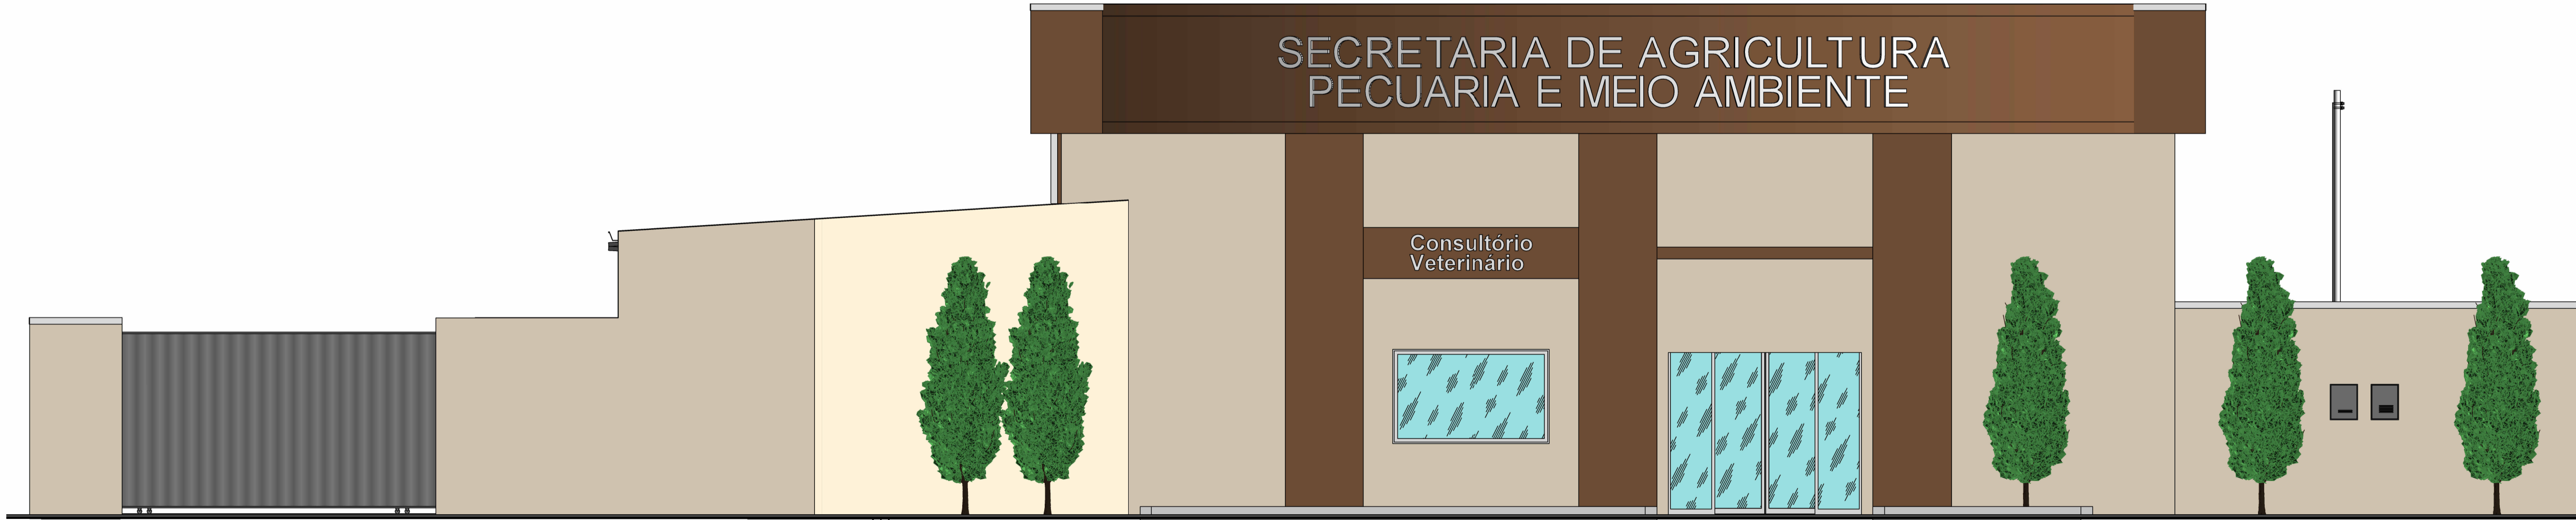 SECRETARIA DE AGRICULTURA
PECUARIA E MEIO AMBIENTE
Consultório
Veterinário